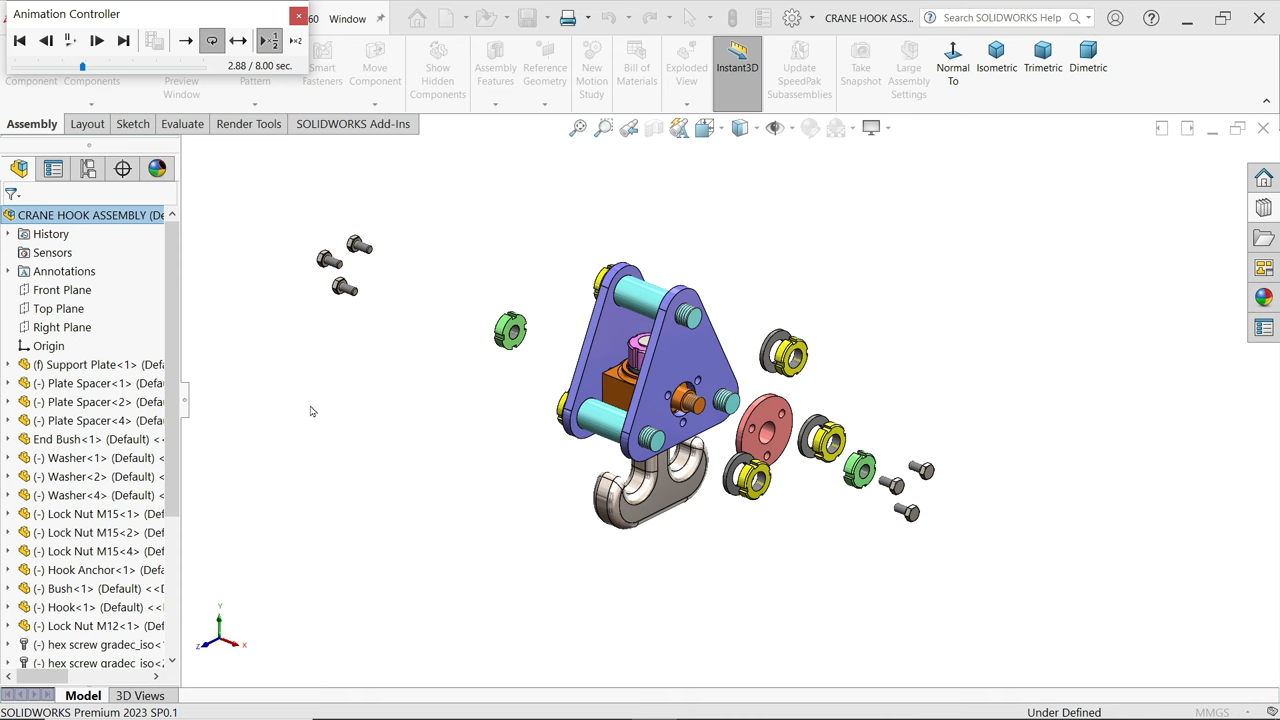 Animation Controller
2.88 / 8.00 sec.
60
Window
CRANE HOOK ASS...
Search SOLIDWORKS Help
Component
Component
Preview
Window
Pattern
Smart
Fasteners
Move
Component
Show
Hidden
Components
Assembly
Features
Reference
Geometry
New
Motion
Study
Bill of
Materials
Exploded
View
Instant3D
Update
SpeedPak
Subassemblies
Take
Snapshot
Large
Assembly
Settings
Normal
To
Isometric
Trimetric
Dimetric
Assembly
Layout
Sketch
Evaluate
Render Tools
SOLIDWORKS Add-Ins
CRANE HOOK ASSEMBLY (De
History
Sensors
Annotations
Front Plane
Top Plane
Right Plane
Origin
(f) Support Plate<1> (Defa
(-) Plate Spacer<1> (Defau
(-) Plate Spacer<2> (Defau
(-) Plate Spacer<4> (Defau
End Bush<1> (Default) <<
(-) Washer<1> (Default) <
(-) Washer<2> (Default) <
(-) Washer<4> (Default) <
(-) Lock Nut M15<1> (Def
(-) Lock Nut M15<2> (Def
(-) Lock Nut M15<4> (Def
(-) Hook Anchor<1> (Defa
(-) Bush<1> (Default) <<D
(-) Hook<1> (Default) <<D
(-) Lock Nut M12<1> (Def
(-) hex screw gradec_iso<
(-) hex screw gradec_iso<2
Y
Z
X
Model
3D Views
SOLIDWORKS Premium 2023 SP0.1
Under Defined
MMGS